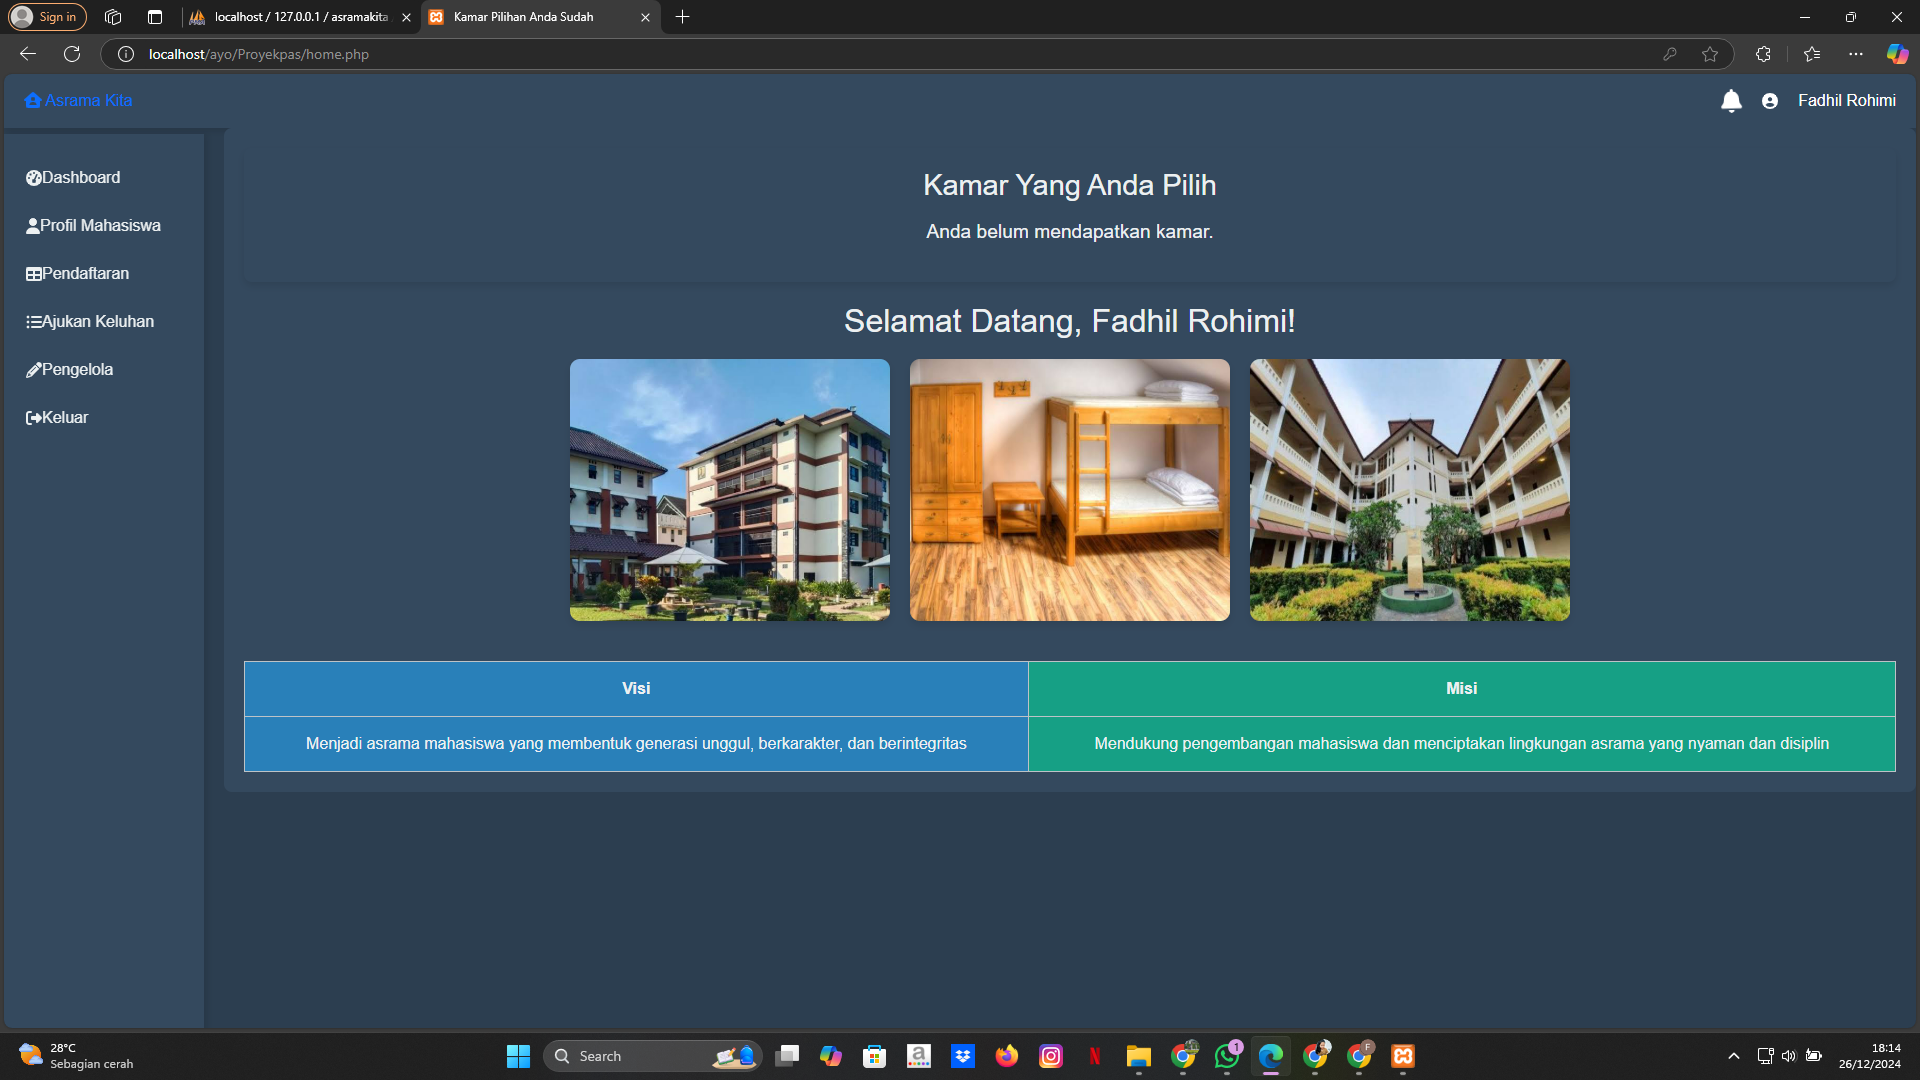 Sign in
localhost / 127.0.0.1 / asramakita
Kamar Pilihan Anda Sudah
localhost/ayo/Proyekpas/home.php
Asrama Kita
Fadhil Rohimi
Dashboard
Profil Mahasiswa
Pendaftaran
Ajukan Keluhan
Pengelola
Keluar
Kamar Yang Anda Pilih
Anda belum mendapatkan kamar.
Selamat Datang, Fadhil Rohimi!
Visi
Misi
Menjadi asrama mahasiswa yang membentuk generasi unggul, berkarakter, dan berintegritas
Mendukung pengembangan mahasiswa dan menciptakan lingkungan asrama yang nyaman dan disiplin
28°C
Sebagian cerah
Search
1
F
18:14
26/12/2024